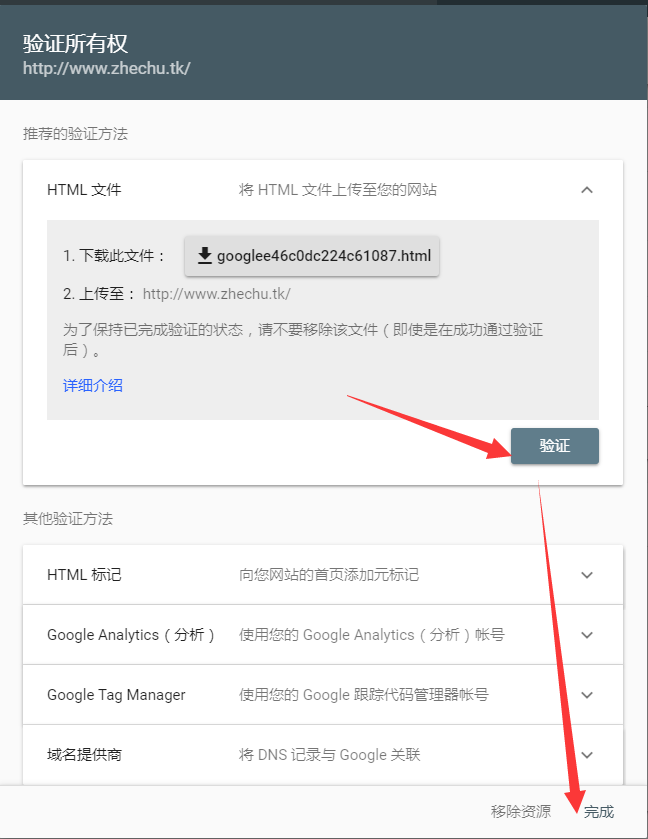 验证所有权
http://www.zhechu.tk/
推荐的验证方法
HTML 文件 将 HTML 文件上传至您的网站
1. 下载此文件： googlee46c0dc224c61087.html
2. 上传至： http://www.zhechu.tk/
为了保持已完成验证的状态，请不要移除该文件（即使是在成功通过验证
后）。
详细介绍
验证
其他验证方法
HTML 标记 向您网站的首页添加元标记
Google Analytics（分析） 使用您的 Google Analytics（分析）帐号
Google Tag Manager 使用您的 Google 跟踪代码管理器帐号
域名提供商 将 DNS 记录与 Google 关联
移除资源 完成